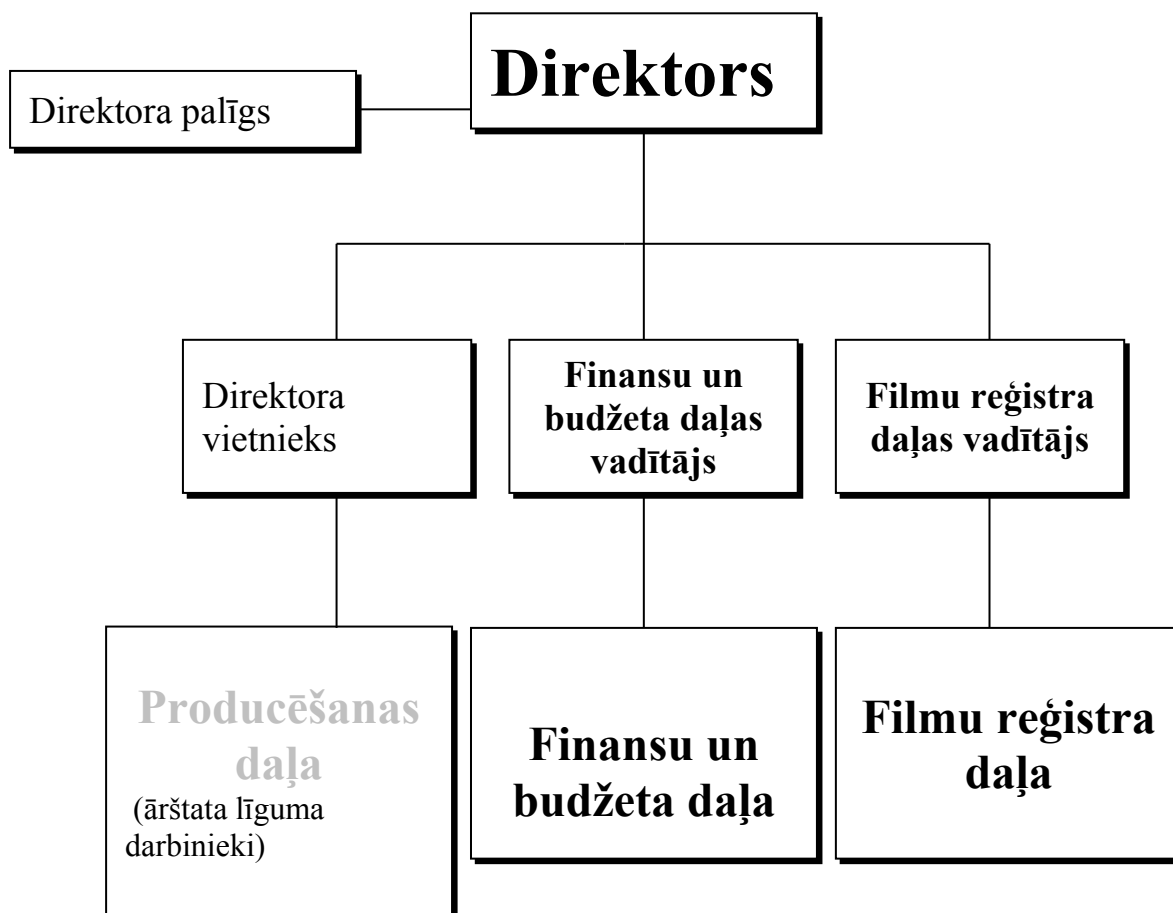 Direktors
Direktora palīgs
Direktora
vietnieks
Finansu un
budžeta daļas
vadītājs
Filmu reģistra
daļas vadītājs
Producēšanas
daļa
(ārštata līguma
darbinieki)
Finansu un
budžeta daļa
Filmu reģistra
daļa